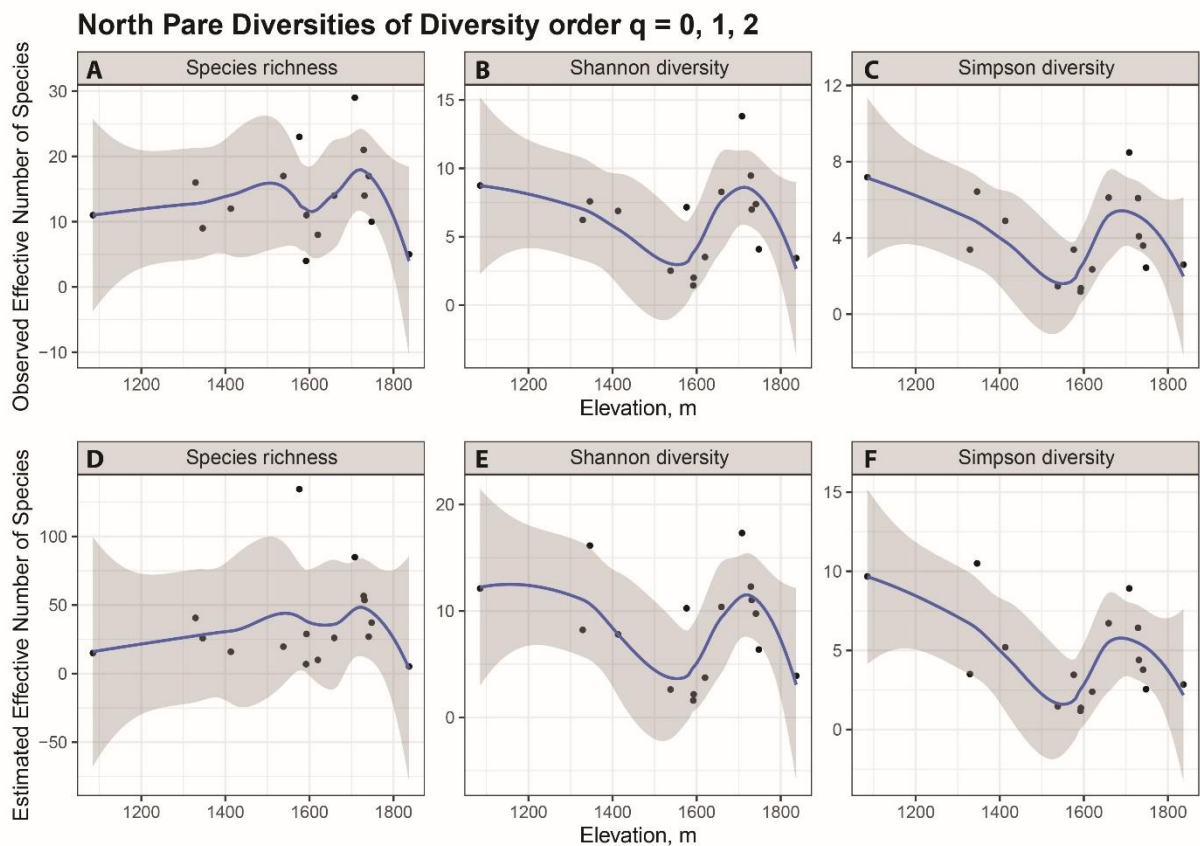 North Pare Diversities of Diversity order q = 0, 1, 2
Observed Effective Number of Species
A Species richness
30
20
10
0
−10
1200 1400 1600 1800
B Shannon diversity
15
10
5
0
1200 1400 1600 1800
Elevation, m
C Simpson diversity
12
8
4
0
1200 1400 1600 1800
Estimated Effective Number of Species
D Species richness
100
50
0
−50
1200 1400 1600 1800
E Shannon diversity
20
10
0
1200 1400 1600 1800
Elevation, m
F Simpson diversity
15
10
5
0
1200 1400 1600 1800